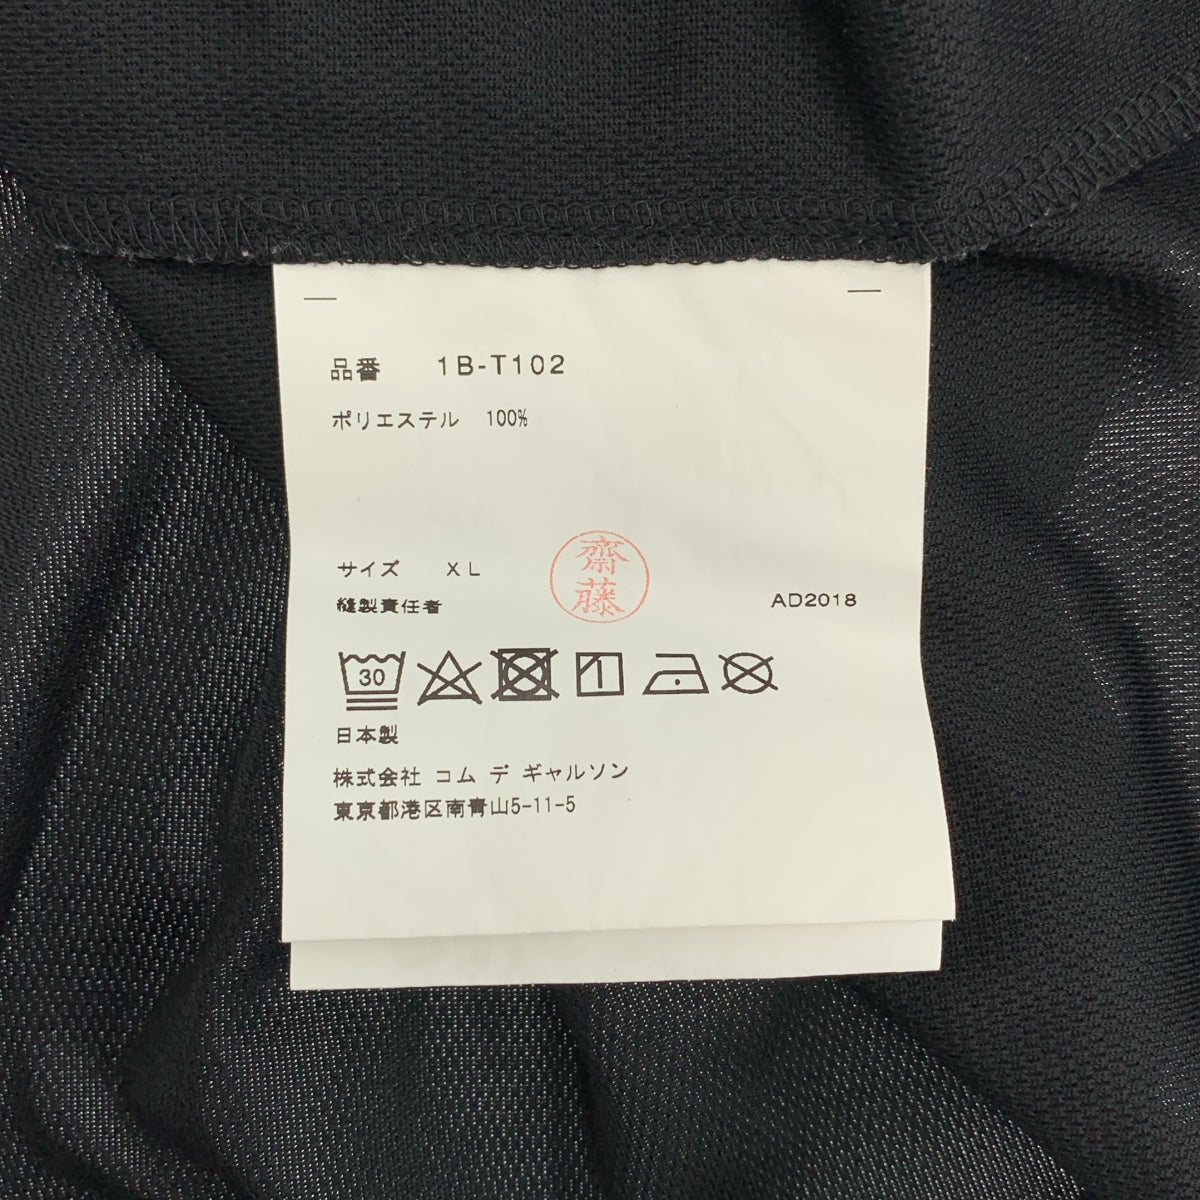 品番 1B-T102
ポリエステル 100%
サイズ XL
縫製責任者 齋藤 AD2018
30 1
日本製
株式会社 コム デ ギャルソン
東京都港区南青山5-11-5